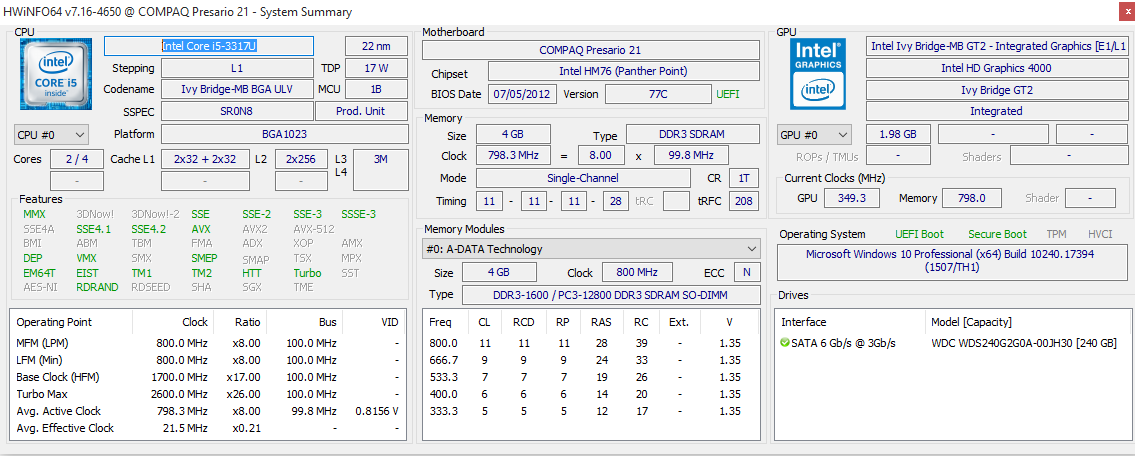 HWiNFO64 v7.16-4650 @ COMPAQ Presario 21 - System Summary
x
CPU
intel
CORE i5
inside
Intel Core i5-3317U 22 nm
Stepping L1 TDP 17 W
Codename Ivy Bridge-MB BGA ULV MCU 1B
SSPEC SR0N8 Prod. Unit
CPU #0 Platform BGA1023
Cores 2 / 4 Cache L1 2x32 + 2x32 L2 2x256 L3 3M
- - - L4
Features
MMX 3DNow! 3DNow!-2 SSE SSE-2 SSE-3 SSSE-3
SSE4A SSE4.1 SSE4.2 AVX AVX2 AVX-512
BMI ABM TBM FMA ADX XOP AMX
DEP VMX SMX SMEP SMAP TSX MPX
EM64T EIST TM1 TM2 HTT Turbo SST
AES-NI RDRAND RDSEED SHA SGX TME
Operating Point Clock Ratio Bus VID
MFM (LPM) 800.0 MHz x8.00 100.0 MHz
LFM (Min) 800.0 MHz x8.00 100.0 MHz
Base Clock (HFM) 1700.0 MHz x17.00 100.0 MHz
Turbo Max 2600.0 MHz x26.00 100.0 MHz
Avg. Active Clock 798.3 MHz x8.00 99.8 MHz 0.8156 V
Avg. Effective Clock 21.5 MHz x0.21 - -
Motherboard
COMPAQ Presario 21
Chipset Intel HM76 (Panther Point)
BIOS Date 07/05/2012 Version 77C UEFI
Memory
Size 4 GB Type DDR3 SDRAM
Clock 798.3 MHz = 8.00 x 99.8 MHz
Mode Single-Channel CR 1T
Timing 11 - 11 - 11 - 28 tRC tRFC 208
Memory Modules
#0: A-DATA Technology
Size 4 GB Clock 800 MHz ECC N
Type DDR3-1600 / PC3-12800 DDR3 SDRAM SO-DIMM
Freq CL RCD RP RAS RC Ext. V
800.0 11 11 11 28 39 - 1.35
666.7 9 9 9 24 33 - 1.35
533.3 7 7 7 19 26 - 1.35
400.0 6 6 6 14 20 - 1.35
333.3 5 5 5 12 17 - 1.35
GPU
Intel
GRAPHICS
intel
inside
Intel Ivy Bridge-MB GT2 - Integrated Graphics [E1/L1
Intel HD Graphics 4000
Ivy Bridge GT2
Integrated
GPU #0 1.98 GB - -
ROPs / TMUs - Shaders -
Current Clocks (MHz)
GPU 349.3 Memory 798.0 Shader -
Operating System UEFI Boot Secure Boot TPM HVCI
Microsoft Windows 10 Professional (x64) Build 10240.17394
(1507/TH1)
Drives
Interface Model [Capacity]
SATA 6 Gb/s @ 3Gb/s WDC WDS240G2G0A-00JH30 [240 GB]